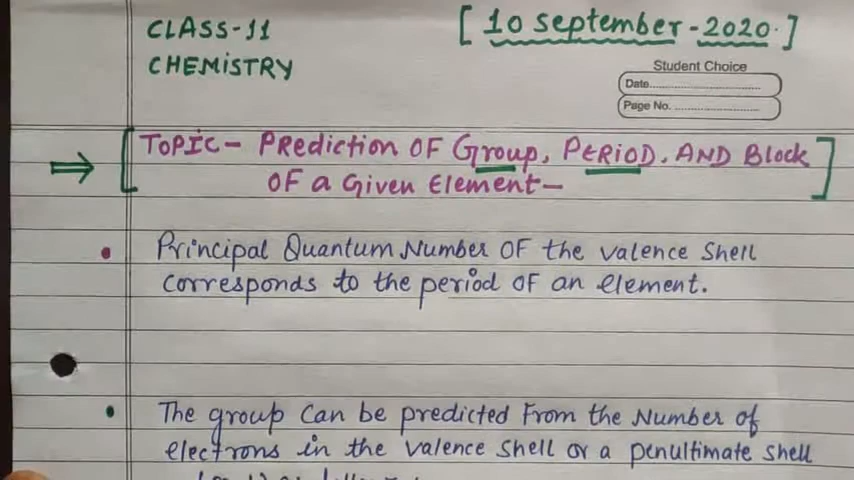 CLASS-11
[10 September-2020.]
CHEMiSTRY
Student Choice
Date
Page No.
⇒ [TOPIC- PREdicTiON OF Group, PERiOD, AND Block
OF a Given Element-]
• Principal Quantum Number OF the valence shell
corresponds to the period of an element.
• The group can be predicted From the Number of
electrons in the valence shell or a penultimate shell